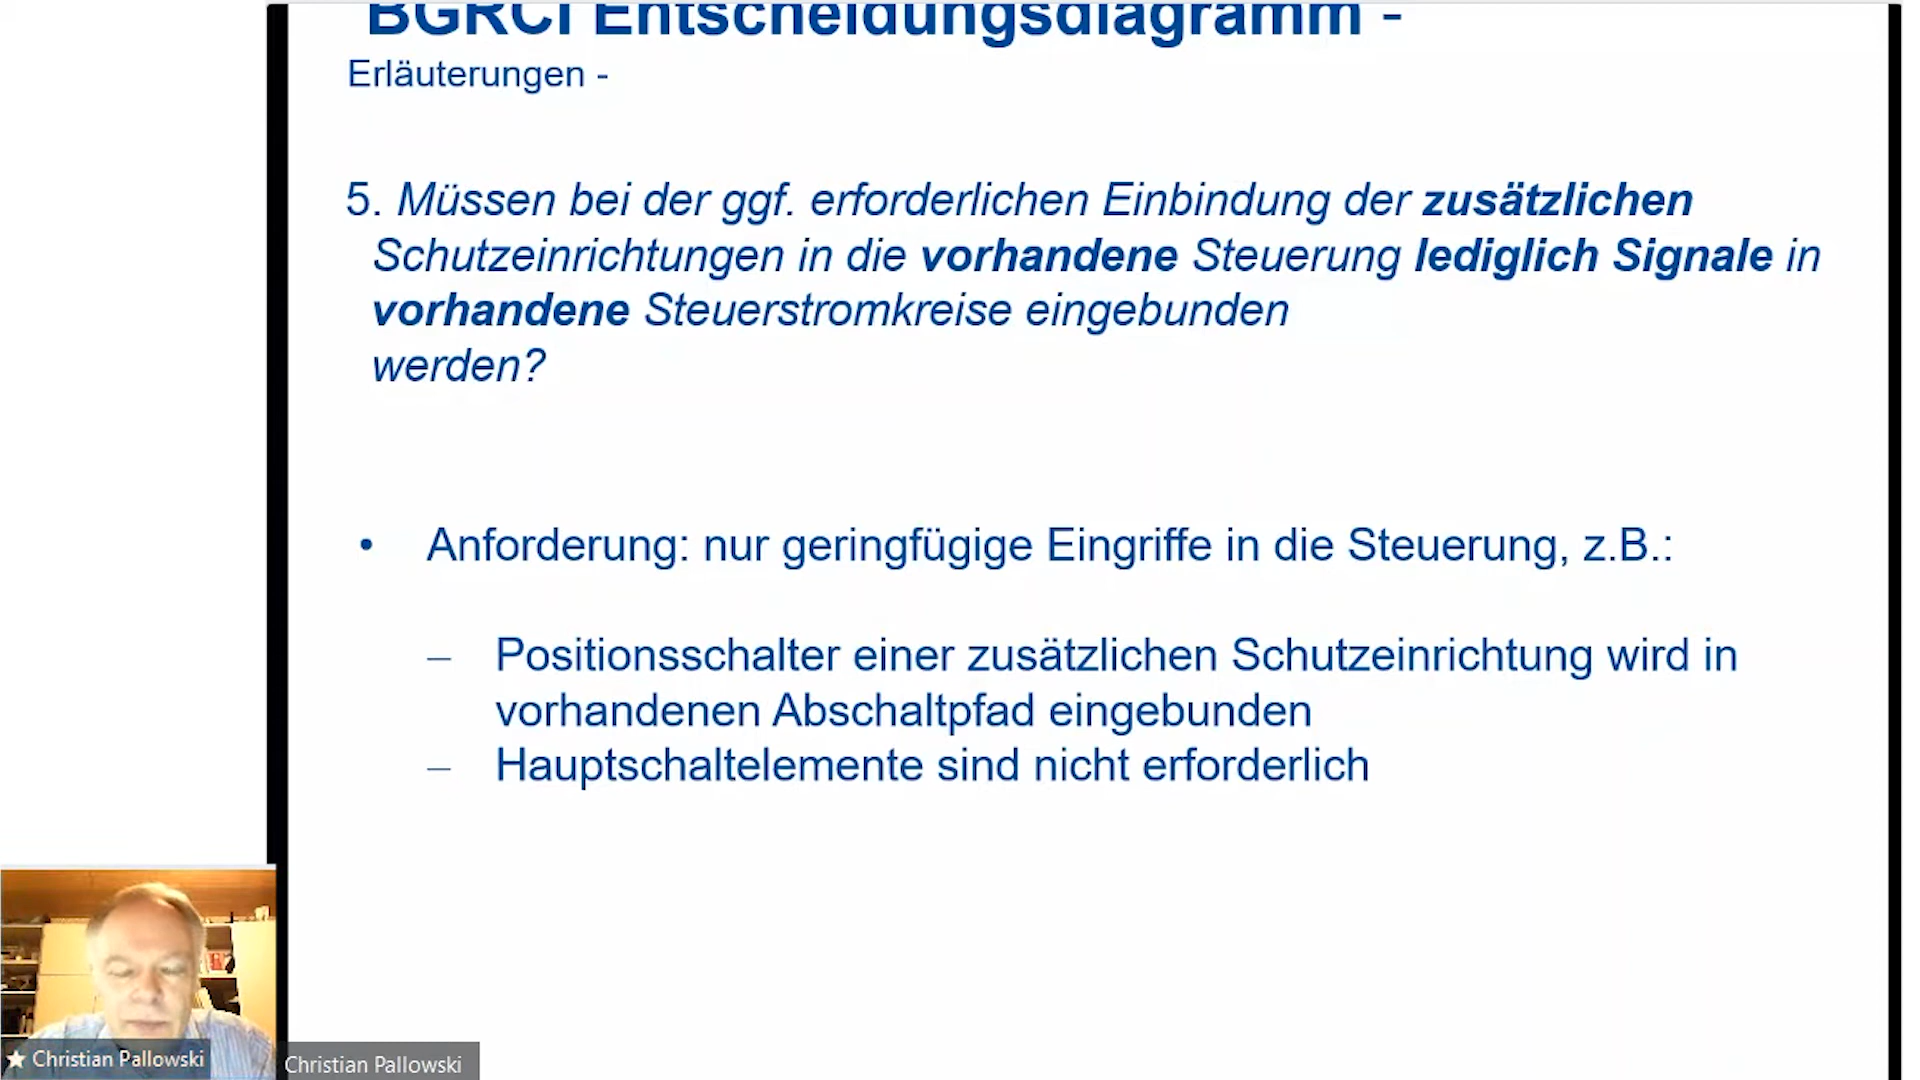 BGRCI Entscheidungsdiagramm -
Erläuterungen -
5. Müssen bei der ggf. erforderlichen Einbindung der zusätzlichen
Schutzeinrichtungen in die vorhandene Steuerung lediglich Signale in
vorhandene Steuerstromkreise eingebunden
werden?
• Anforderung: nur geringfügige Eingriffe in die Steuerung, z.B.:
– Positionsschalter einer zusätzlichen Schutzeinrichtung wird in
vorhandenen Abschaltpfad eingebunden
– Hauptschaltelemente sind nicht erforderlich
Christian Pallowski
Christian Pallowski